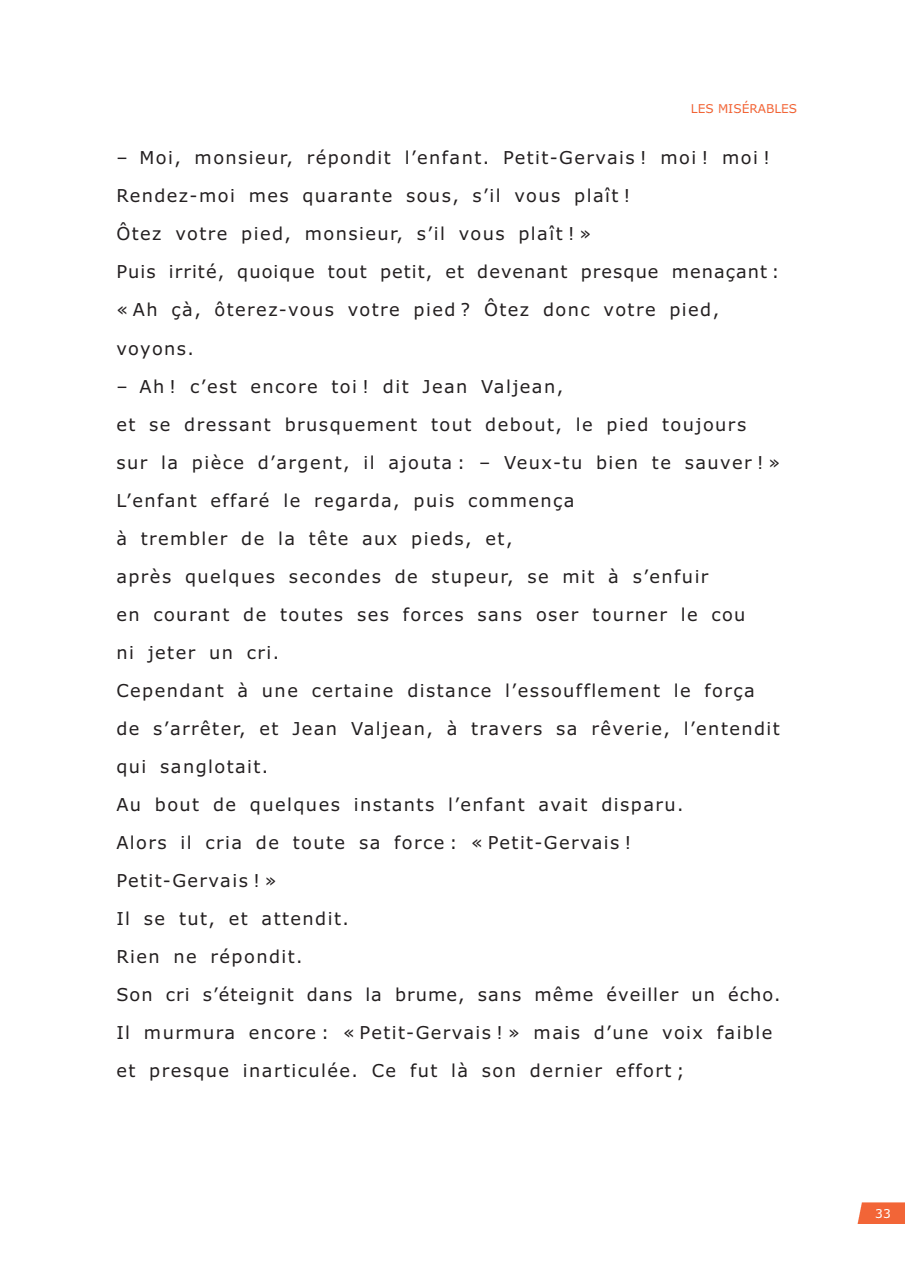 LES MISÉRABLES
– Moi, monsieur, répondit l’enfant. Petit-Gervais ! moi ! moi !
Rendez-moi mes quarante sous, s’il vous plaît !
Ôtez votre pied, monsieur, s’il vous plaît ! »
Puis irrité, quoique tout petit, et devenant presque menaçant :
« Ah çà, ôterez-vous votre pied ? Ôtez donc votre pied,
voyons.
– Ah ! c’est encore toi ! dit Jean Valjean,
et se dressant brusquement tout debout, le pied toujours
sur la pièce d’argent, il ajouta : – Veux-tu bien te sauver ! »
L’enfant effaré le regarda, puis commença
à trembler de la tête aux pieds, et,
après quelques secondes de stupeur, se mit à s’enfuir
en courant de toutes ses forces sans oser tourner le cou
ni jeter un cri.
Cependant à une certaine distance l’essoufflement le força
de s’arrêter, et Jean Valjean, à travers sa rêverie, l’entendit
qui sanglotait.
Au bout de quelques instants l’enfant avait disparu.
Alors il cria de toute sa force : « Petit-Gervais !
Petit-Gervais ! »
Il se tut, et attendit.
Rien ne répondit.
Son cri s’éteignit dans la brume, sans même éveiller un écho.
Il murmura encore : « Petit-Gervais ! » mais d’une voix faible
et presque inarticulée. Ce fut là son dernier effort ;
33